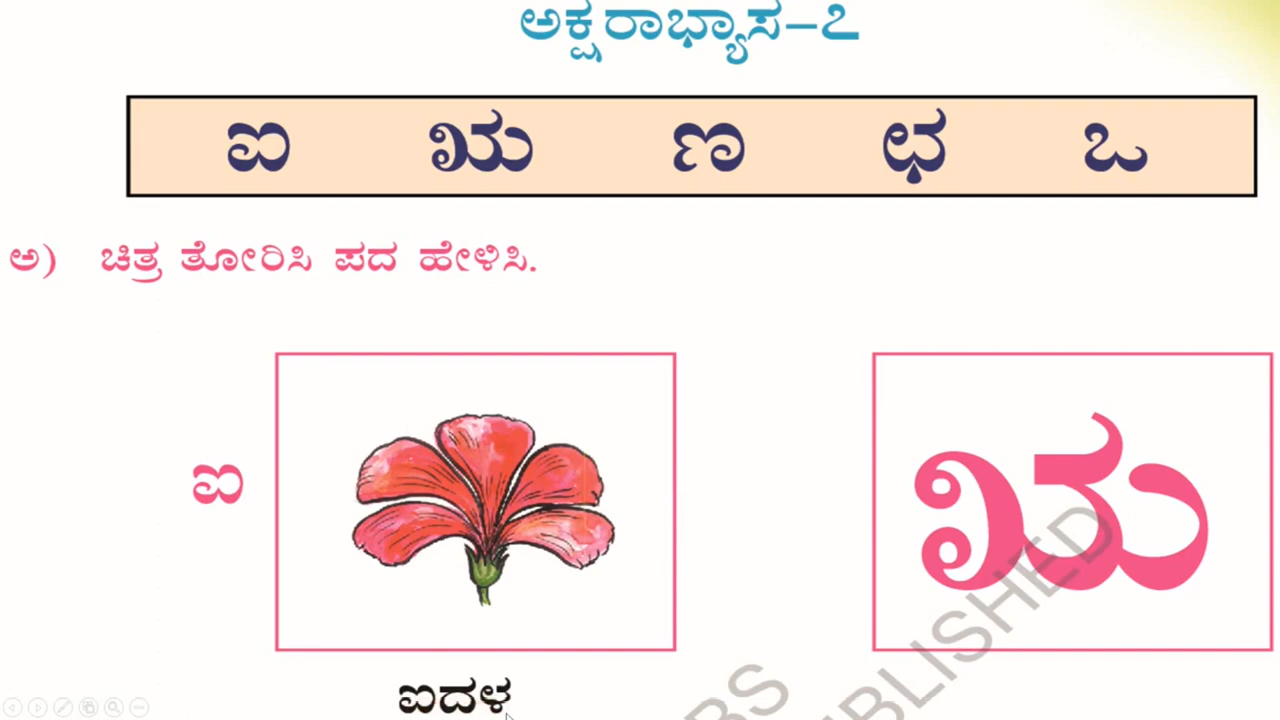 ಅಕ್ಷರಾಭ್ಯಾಸ–೭
ಐ ಋ ಣ ಛ ಒ
ಅ) ಚಿತ್ರ ತೋರಿಸಿ ಪದ ಹೇಳಿಸಿ.
ಐ
ಋ
ಐದಳ